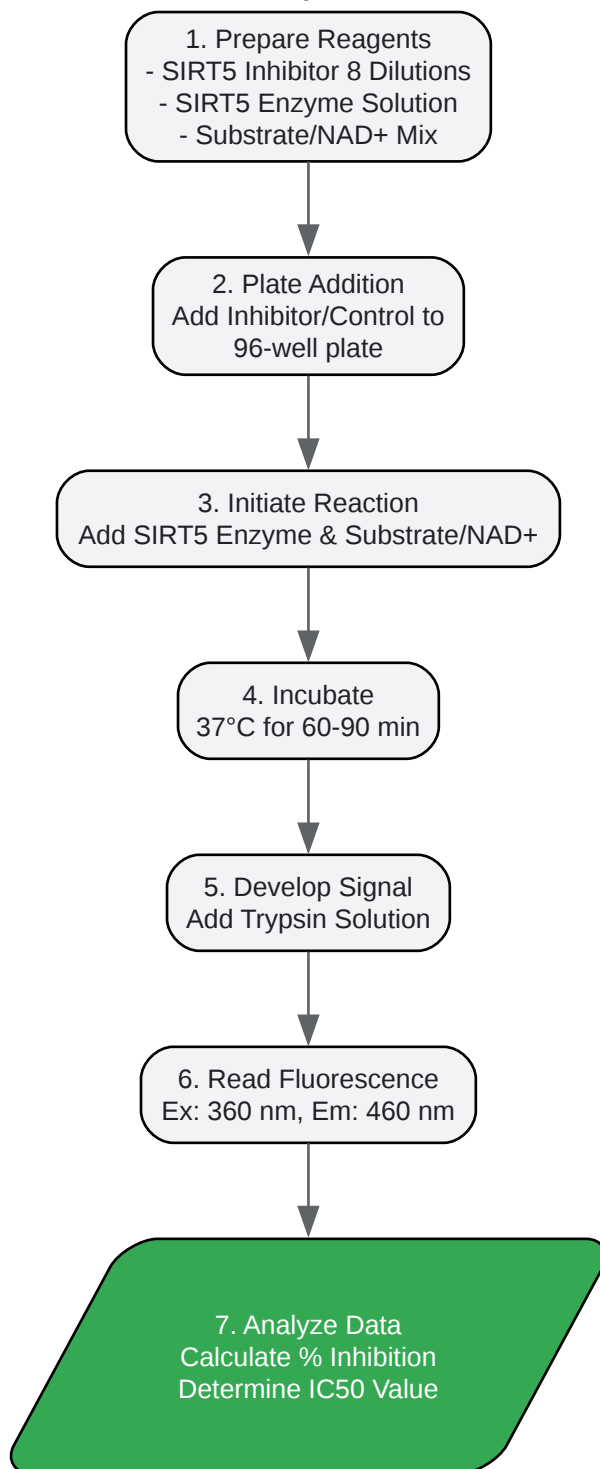 1. Prepare Reagents
- SIRT5 Inhibitor 8 Dilutions
- SIRT5 Enzyme Solution
- Substrate/NAD+ Mix
2. Plate Addition
Add Inhibitor/Control to
96-well plate
3. Initiate Reaction
Add SIRT5 Enzyme & Substrate/NAD+
4. Incubate
37°C for 60-90 min
5. Develop Signal
Add Trypsin Solution
6. Read Fluorescence
Ex: 360 nm, Em: 460 nm
7. Analyze Data
Calculate % Inhibition
Determine IC50 Value